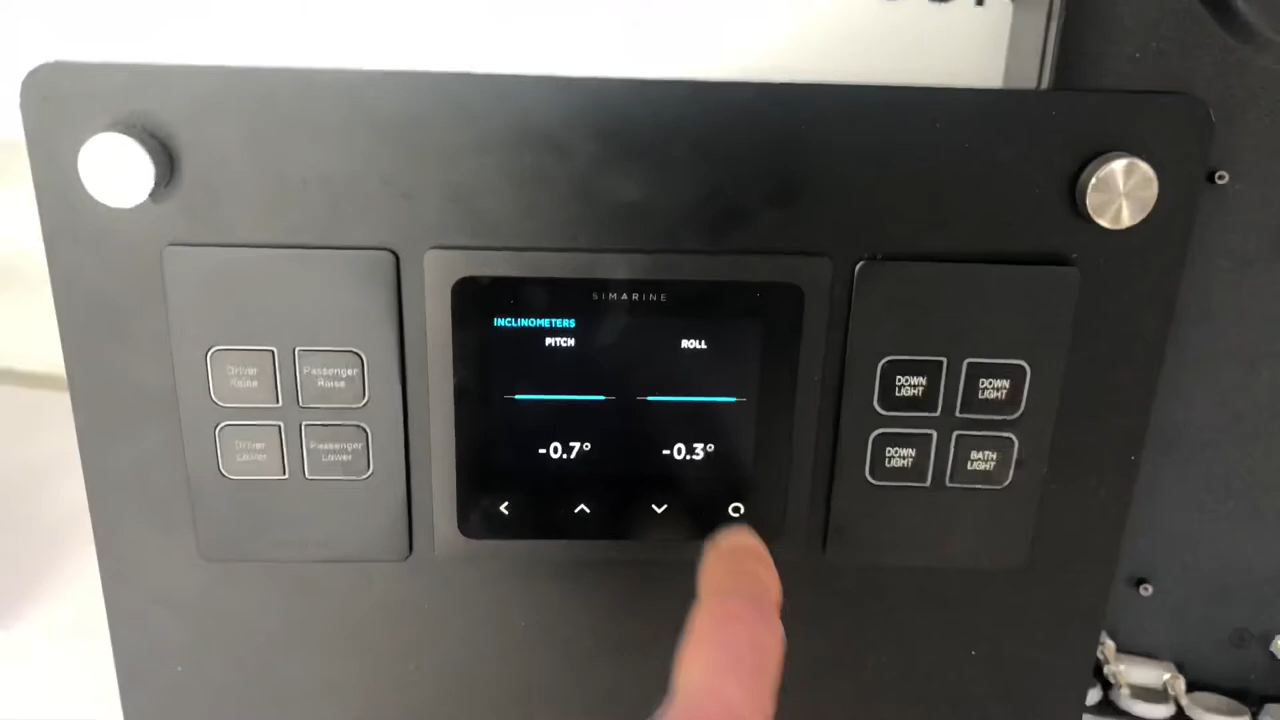 SIMARINE
INCLINOMETERS
PITCH ROLL
-0.7° -0.3°
Driver
Raise
Passenger
Raise
Driver
Lower
Passenger
Lower
DOWN
LIGHT
DOWN
LIGHT
DOWN
LIGHT
BATH
LIGHT